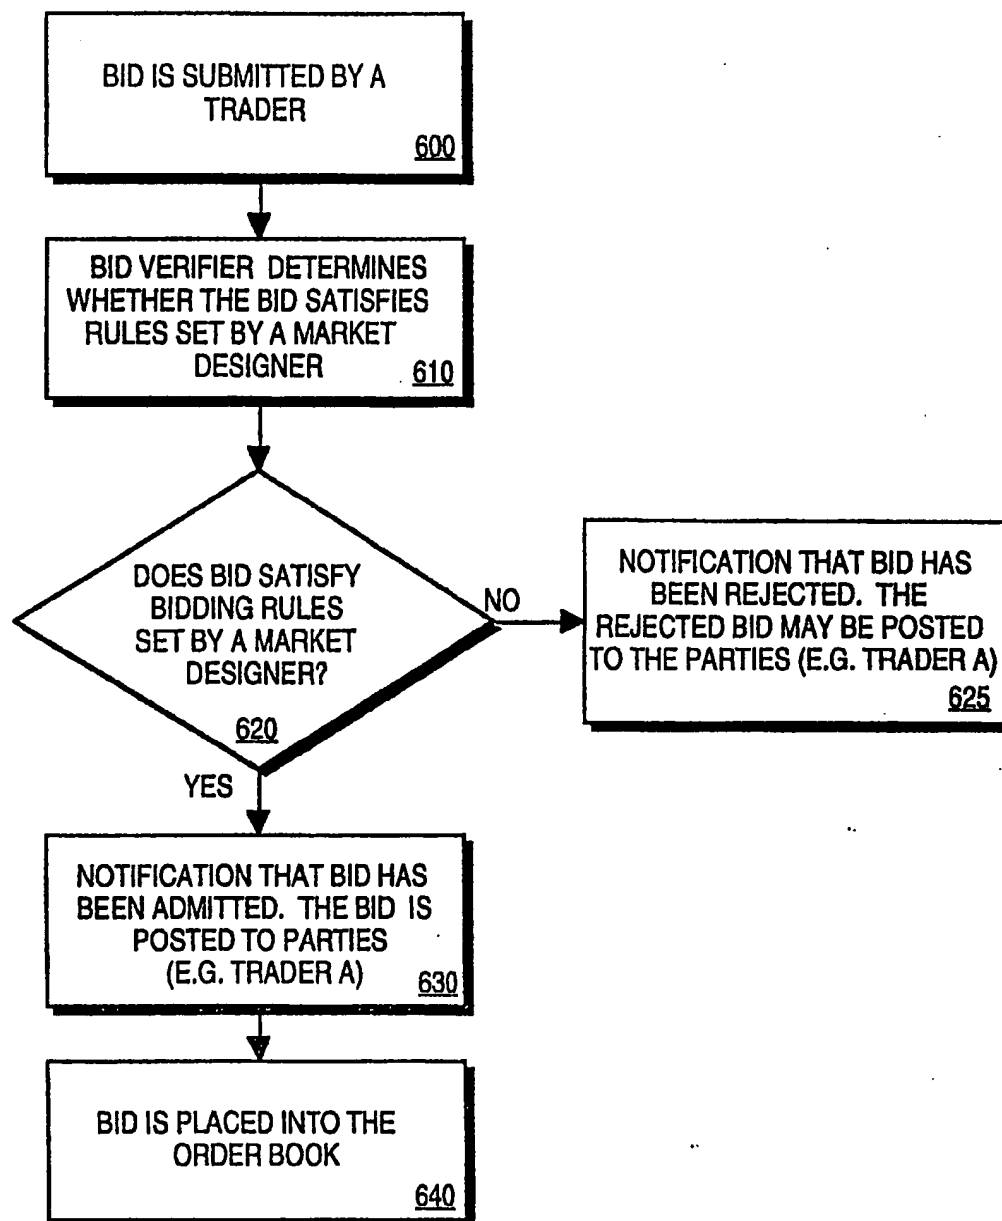 BID IS SUBMITTED BY A
TRADER
600
BID VERIFIER DETERMINES
WHETHER THE BID SATISFIES
RULES SET BY A MARKET
DESIGNER
610
DOES BID SATISFY
BIDDING RULES
SET BY A MARKET
DESIGNER?
620
NO
NOTIFICATION THAT BID HAS
BEEN REJECTED. THE
REJECTED BID MAY BE POSTED
TO THE PARTIES (E.G. TRADER A)
625
YES
NOTIFICATION THAT BID HAS
BEEN ADMITTED. THE BID IS
POSTED TO PARTIES
(E.G. TRADER A)
630
BID IS PLACED INTO THE
ORDER BOOK
640